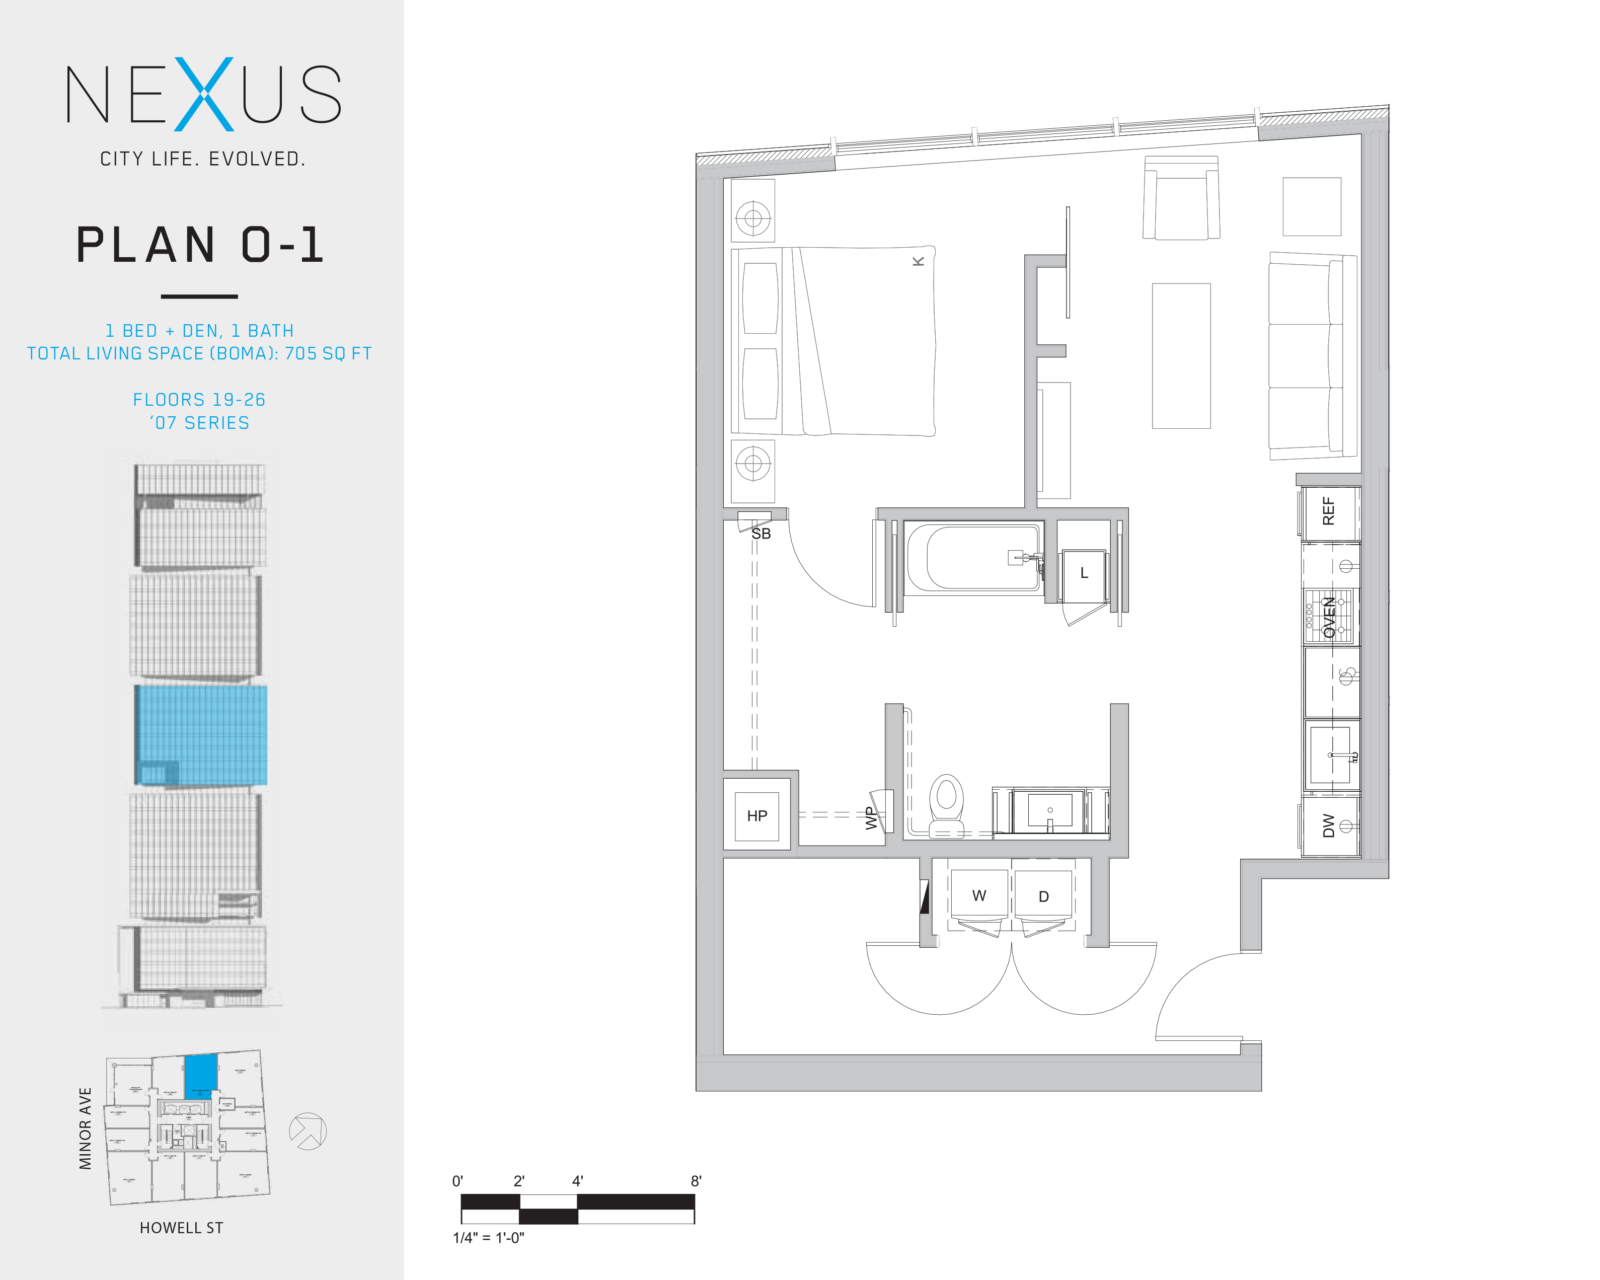 NEXUS
CITY LIFE. EVOLVED.
PLAN O-1
1 BED + DEN, 1 BATH
TOTAL LIVING SPACE (BOMA): 705 SQ FT
FLOORS 19-26
‘07 SERIES
MINOR AVE
HOWELL ST
K
SB
L
REF
OVEN
HP
WP
DW
W
D
0' 2' 4' 8'
1/4" = 1'-0"